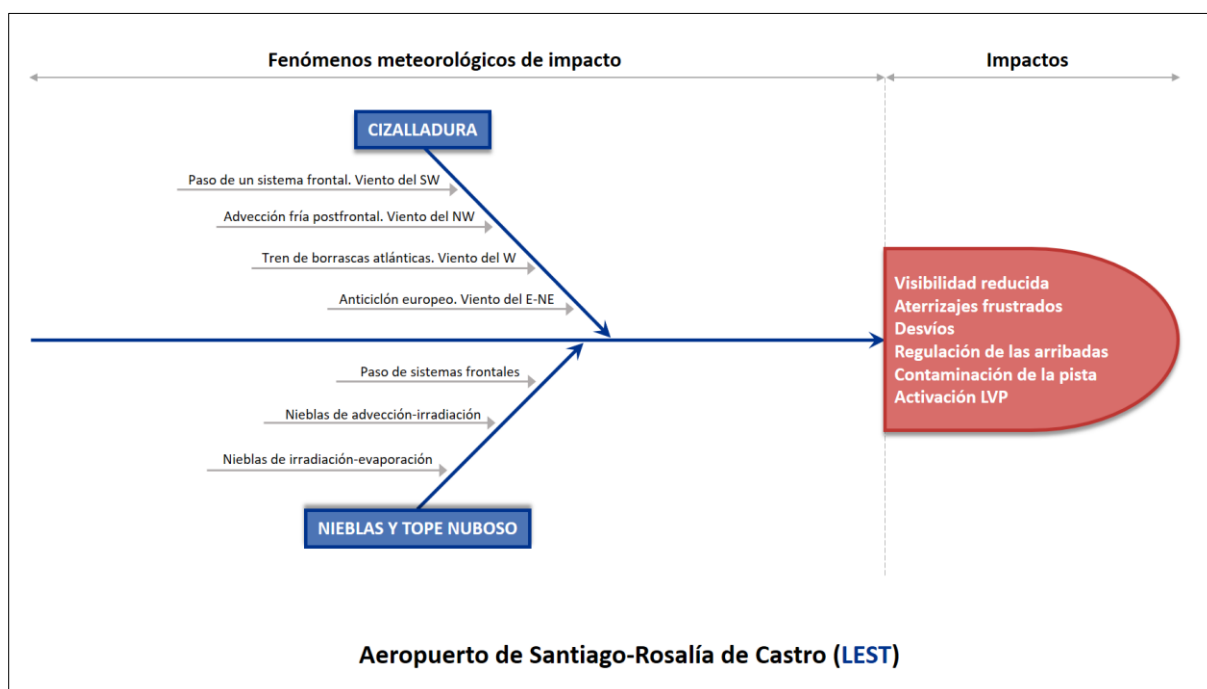 Fenómenos meteorológicos de impacto
Impactos
CIZALLADURA
Paso de un sistema frontal. Viento del SW
Advección fría postfrontal. Viento del NW
Tren de borrascas atlánticas. Viento del W
Anticiclón europeo. Viento del E-NE
Visibilidad reducida
Aterrizajes frustrados
Desvíos
Regulación de las arribadas
Contaminación de la pista
Activación LVP
Paso de sistemas frontales
Nieblas de advección-irradiación
Nieblas de irradiación-evaporación
NIEBLAS Y TOPE NUBOSO
Aeropuerto de Santiago-Rosalía de Castro (LEST)